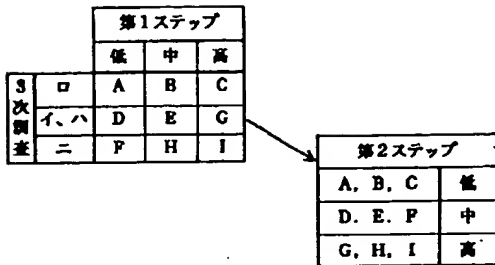 第1ステップ
低 中 高
3次調査
ロ A B C
イ、ハ D E G
ニ F H I
第2ステップ
A, B, C 低
D. E. F 中
G, H, I 高